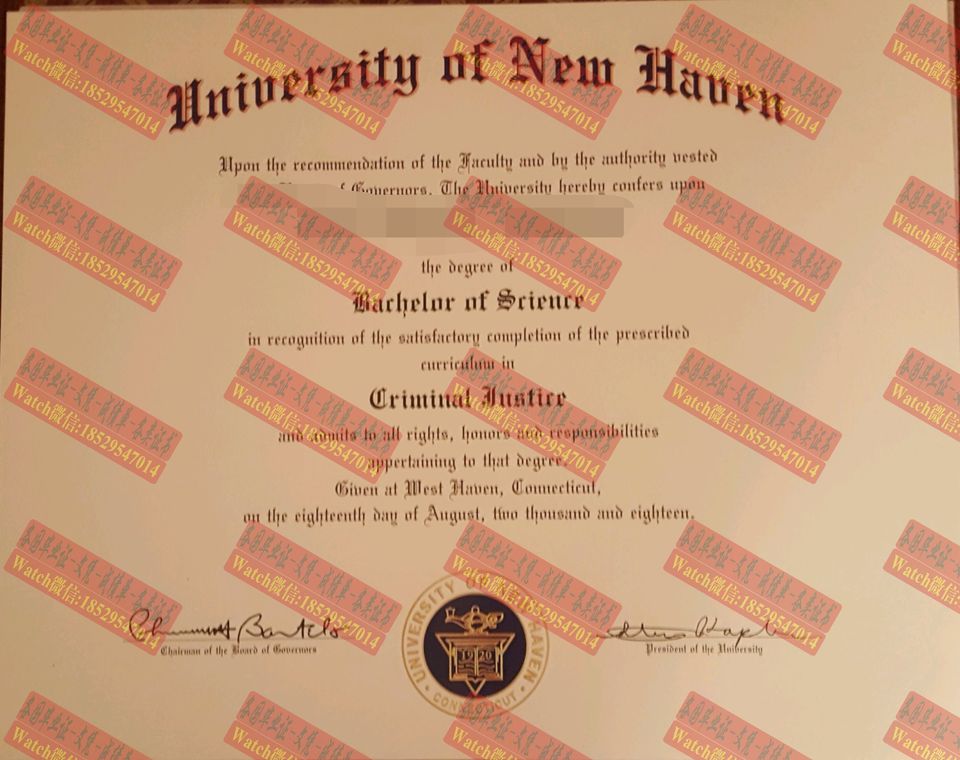 University of New Haven
Upon the recommendation of the Faculty and by the authority vested
Governors. The University hereby confers upon
the degree of
Bachelor of Science
in recognition of the satisfactory completion of the prescribed
curriculum in
Criminal Justice
and admits to all rights, honors and responsibilities
appertaining to that degree.
Given at West Haven, Connecticut,
on the eighteenth day of August, two thousand and eighteen.
Chairman of the Board of Governors
President of the University
UNIVERSITY OF NEW HAVEN
1920
CONNECTICUT
Watch微信:18529547014